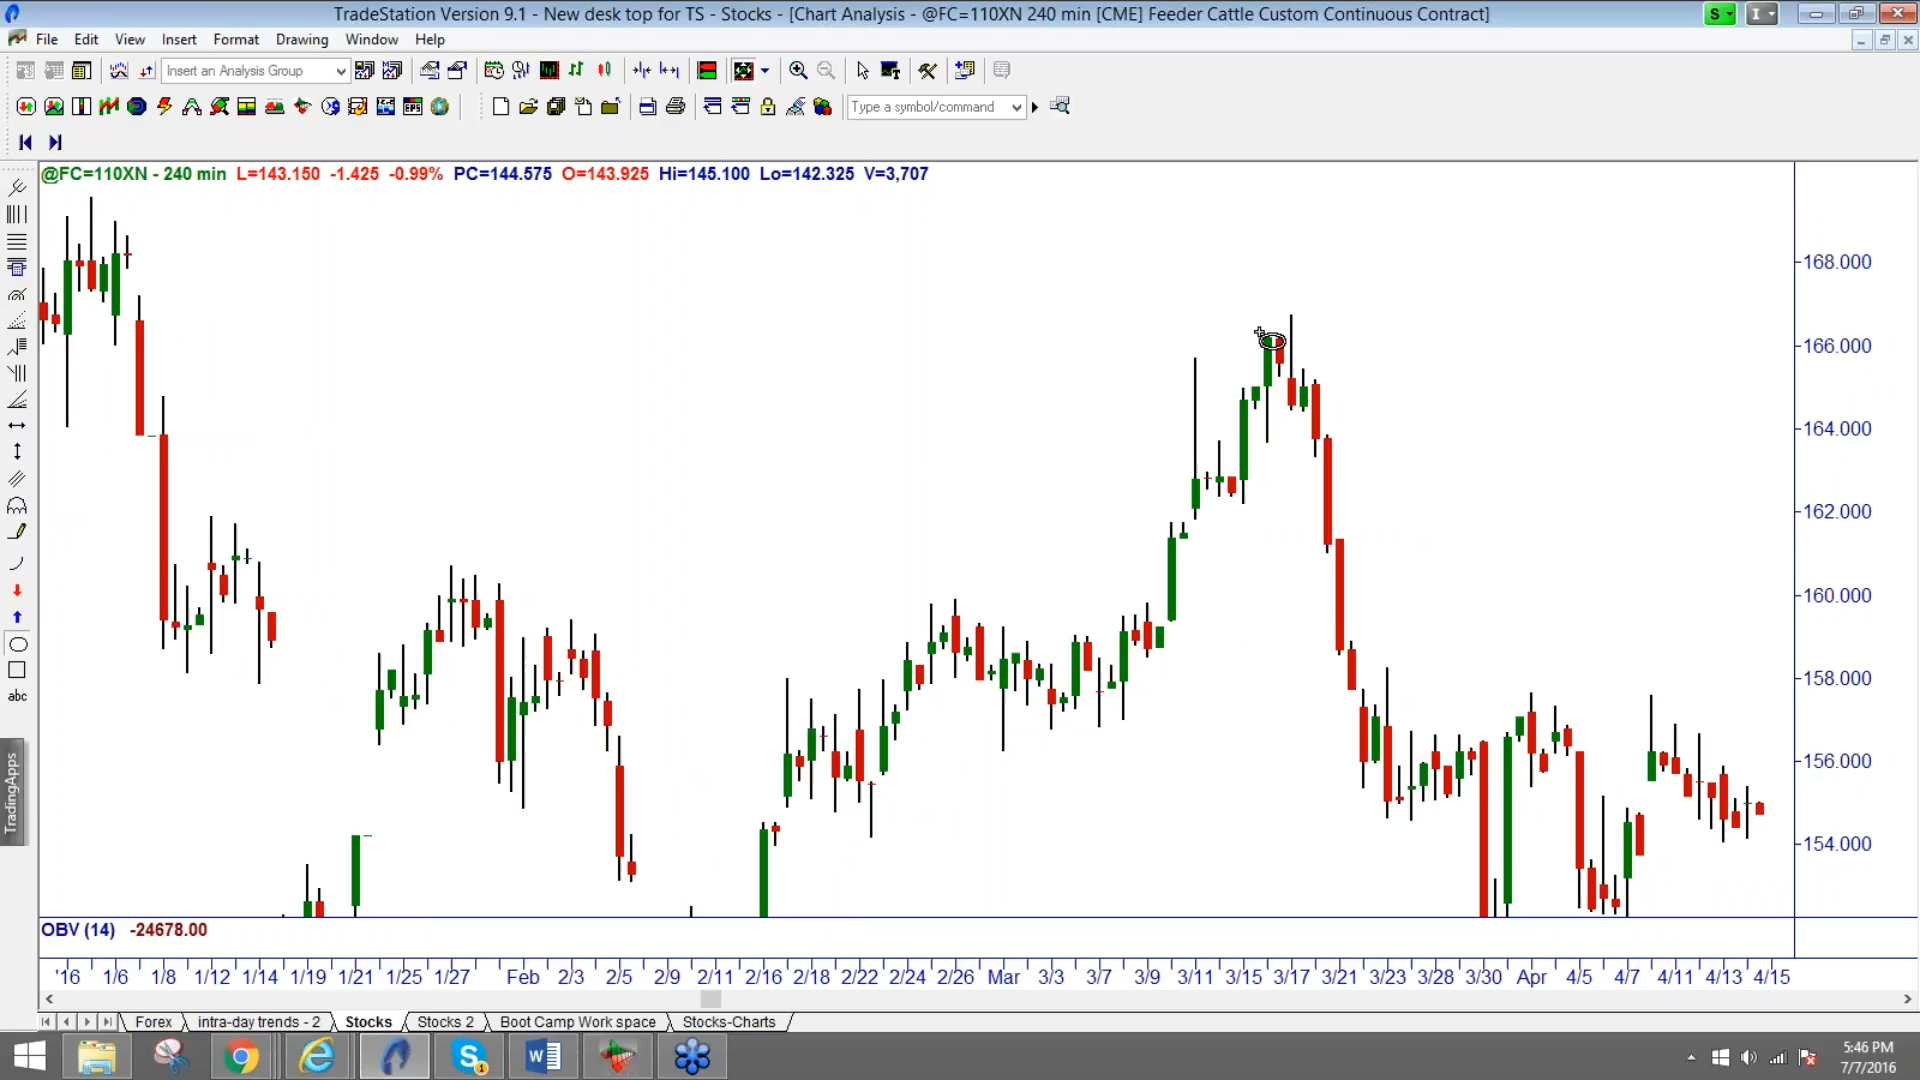 TradeStation Version 9.1 - New desk top for TS - Stocks - [Chart Analysis - @FC=110XN 240 min [CME] Feeder Cattle Custom Continuous Contract]
S
I
File Edit View Insert Format Drawing Window Help
Insert an Analysis Group
EPS
Type a symbol/command
@FC=110XN - 240 min L=143.150 -1.425 -0.99% PC=144.575 O=143.925 Hi=145.100 Lo=142.325 V=3,707
168.000
166.000
164.000
162.000
160.000
158.000
156.000
154.000
abc
TradingApps
OBV (14) -24678.00
'16 1/6 1/8 1/12 1/14 1/19 1/21 1/25 1/27 Feb 2/3 2/5 2/9 2/11 2/16 2/18 2/22 2/24 2/26 Mar 3/3 3/7 3/9 3/11 3/15 3/17 3/21 3/23 3/28 3/30 Apr 4/5 4/7 4/11 4/13 4/15
Forex intra-day trends - 2 Stocks Stocks 2 Boot Camp Work space Stocks-Charts
5:46 PM
7/7/2016